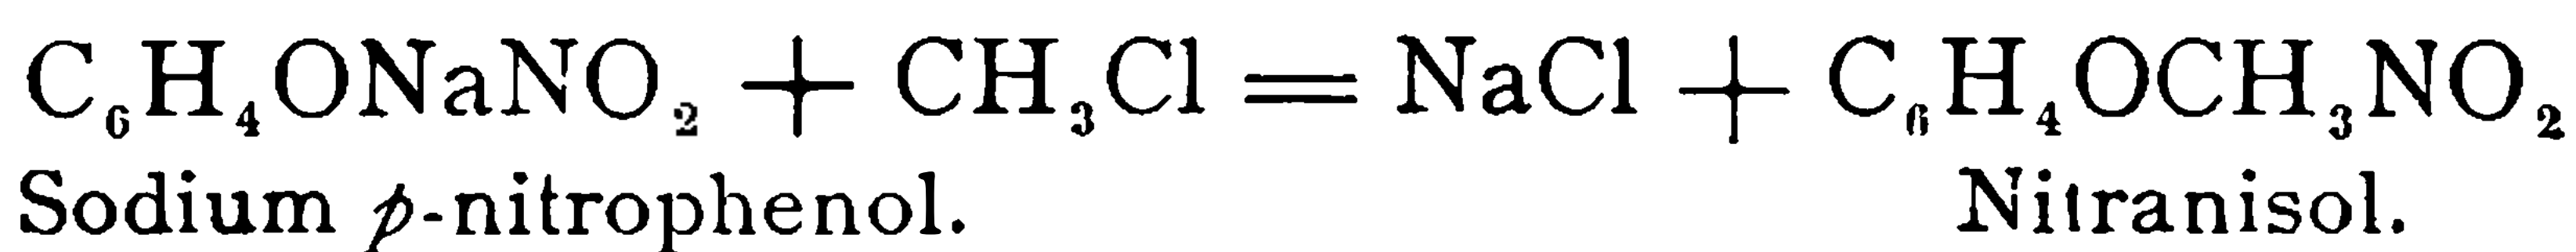 C₆H₄ONaNO₂ + CH₃Cl = NaCl + C₆H₄OCH₃NO₂
Sodium p-nitrophenol. Nitranisol.